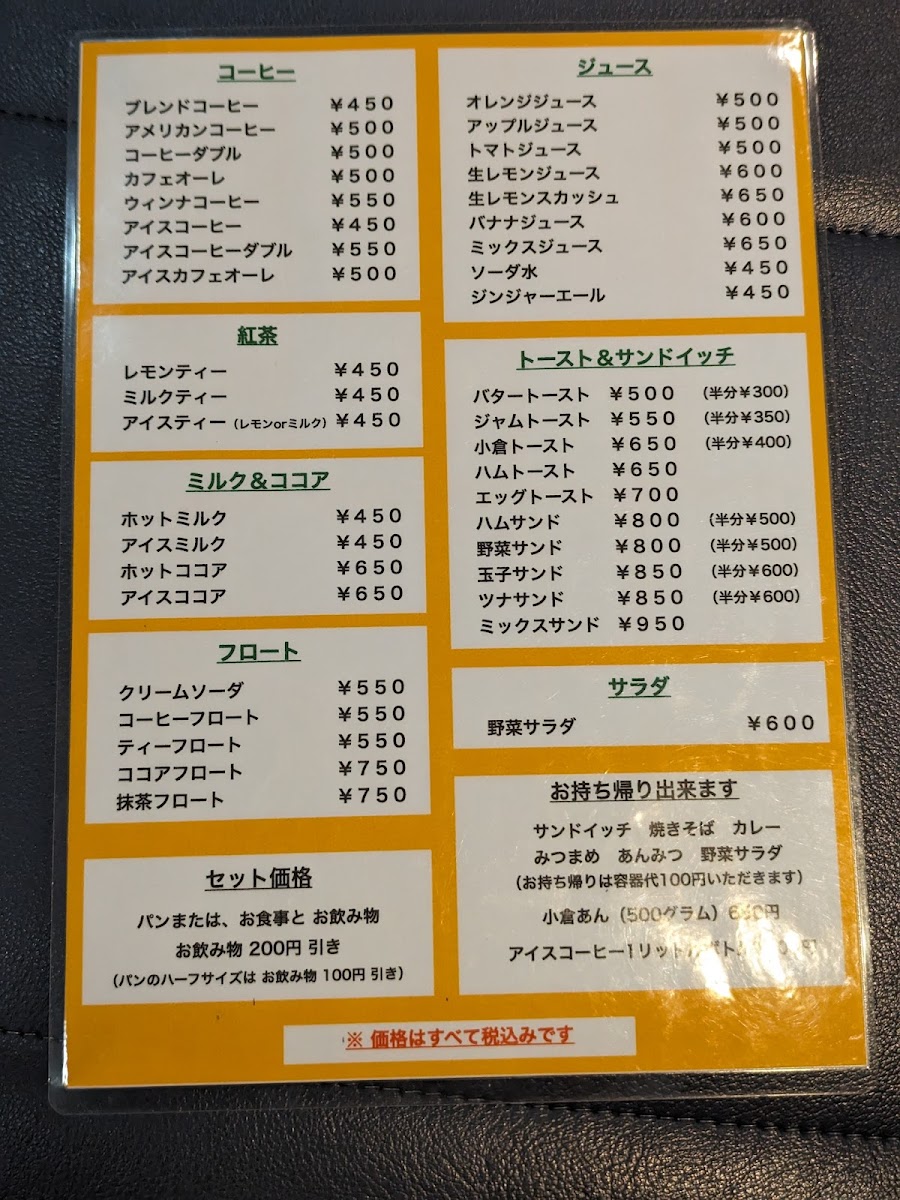 コーヒー
ブレンドコーヒー ¥450
アメリカンコーヒー ¥500
コーヒーダブル ¥500
カフェオーレ ¥500
ウィンナコーヒー ¥550
アイスコーヒー ¥450
アイスコーヒーダブル ¥550
アイスカフェオーレ ¥500
紅茶
レモンティー ¥450
ミルクティー ¥450
アイスティー (レモンorミルク) ¥450
ミルク&ココア
ホットミルク ¥450
アイスミルク ¥450
ホットココア ¥650
アイスココア ¥650
フロート
クリームソーダ ¥550
コーヒーフロート ¥550
ティーフロート ¥550
ココアフロート ¥750
抹茶フロート ¥750
セット価格
パンまたは、お食事と お飲み物
お飲み物 200円 引き
(パンのハーフサイズは お飲み物 100円 引き)
ジュース
オレンジジュース ¥500
アップルジュース ¥500
トマトジュース ¥500
生レモンジュース ¥600
生レモンスカッシュ ¥650
バナナジュース ¥600
ミックスジュース ¥650
ソーダ水 ¥450
ジンジャーエール ¥450
トースト&サンドイッチ
バタートースト ¥500 (半分¥300)
ジャムトースト ¥550 (半分¥350)
小倉トースト ¥650 (半分¥400)
ハムトースト ¥650
エッグトースト ¥700
ハムサンド ¥800 (半分¥500)
野菜サンド ¥800 (半分¥500)
玉子サンド ¥850 (半分¥600)
ツナサンド ¥850 (半分¥600)
ミックスサンド ¥950
サラダ
野菜サラダ ¥600
お持ち帰り出来ます
サンドイッチ 焼きそば カレー
みつまめ あんみつ 野菜サラダ
(お持ち帰りは容器代100円いただきます)
小倉あん (500グラム)
アイスコーヒー1リットル
※ 価格はすべて税込みです